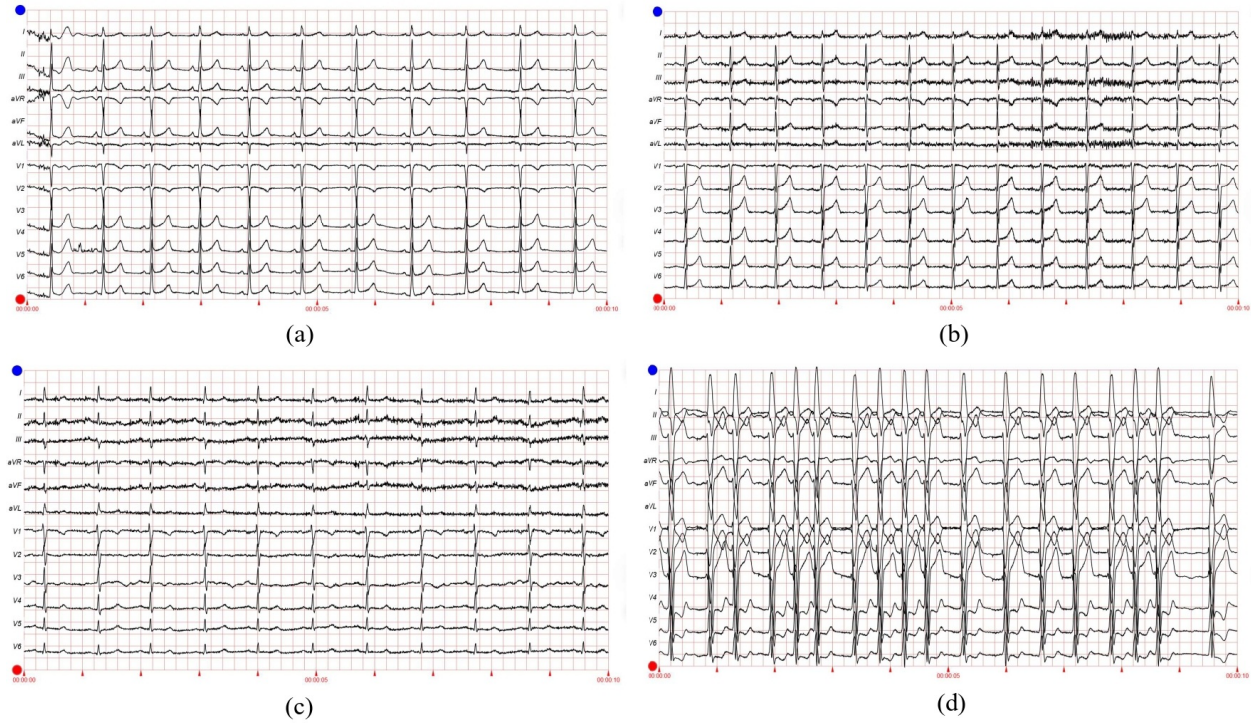 I
II
III
aVR
aVF
aVL
V1
V2
V3
V4
V5
V6
00:00:00 00:00:05 00:00:10
(a)
I
II
III
aVR
aVF
aVL
V1
V2
V3
V4
V5
V6
00:00:00 00:00:05 00:00:10
(b)
I
II
III
aVR
aVF
aVL
V1
V2
V3
V4
V5
V6
00:00:00 00:00:05 00:00:10
(c)
I
II
III
aVR
aVF
aVL
V1
V2
V3
V4
V5
V6
00:00:00 00:00:05 00:00:10
(d)